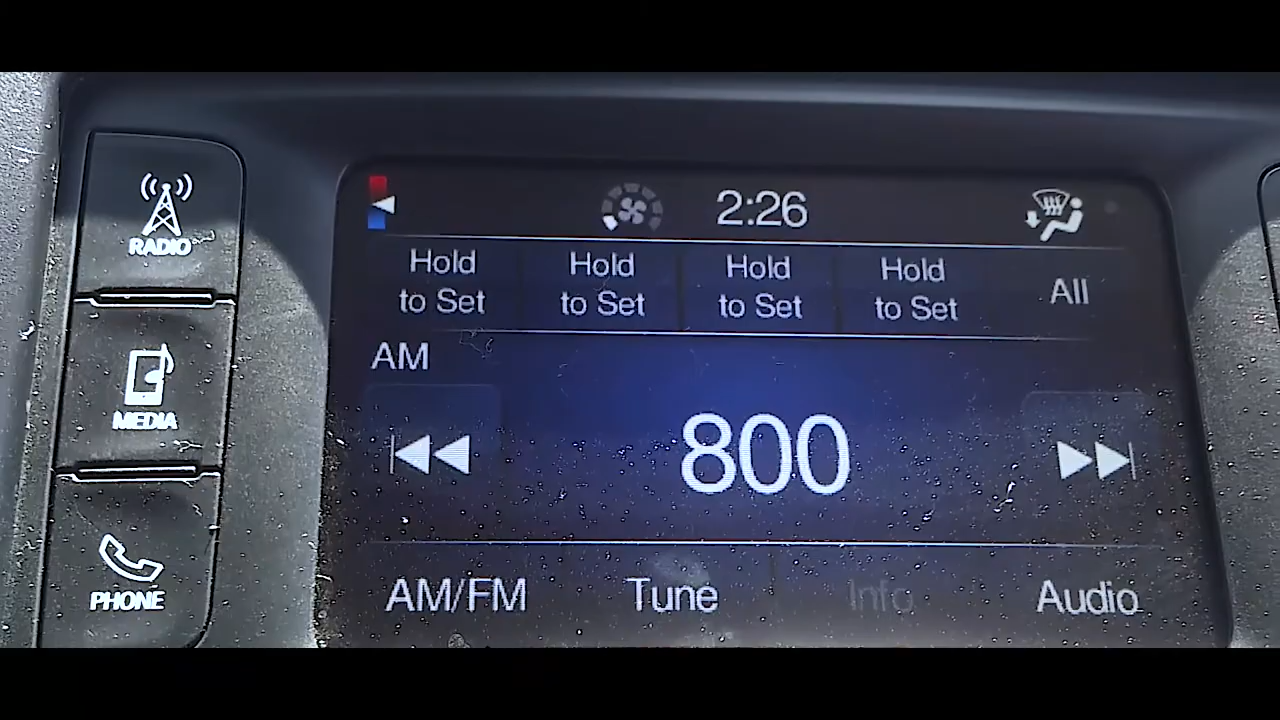 RADIO
MEDIA
PHONE
2:26
Hold to Set
Hold to Set
Hold to Set
Hold to Set
All
AM
800
AM/FM
Tune
Info
Audio